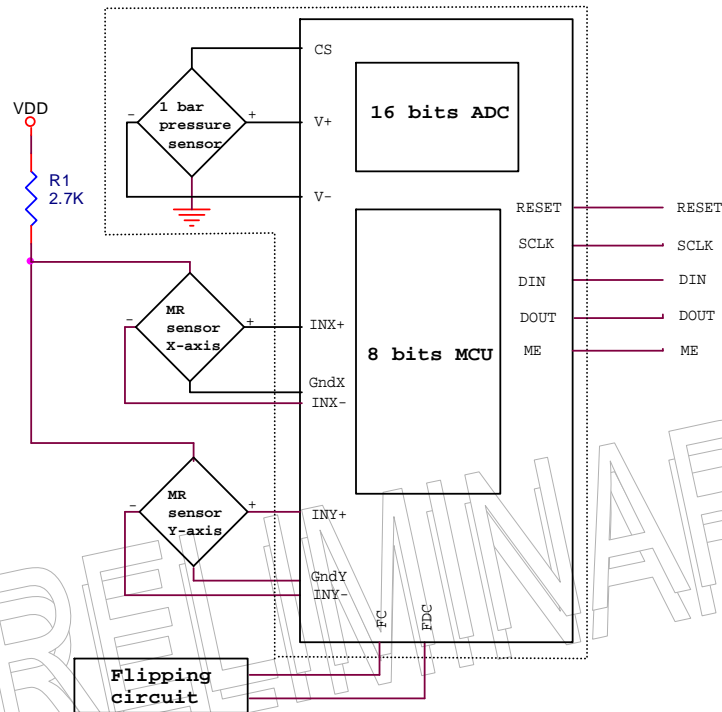 CS
16 bits ADC
1 bar
pressure
sensor
-
+
V+
VDD
R1
2.7K
V-
RESET
RESET
SCLK
SCLK
DIN
DIN
DOUT
DOUT
ME
ME
8 bits MCU
MR
sensor
X-axis
-
+
INX+
GndX
INX-
MR
sensor
Y-axis
-
+
INY+
GndY
INY-
FC
FDC
Flipping
circuit
RELIMINAR